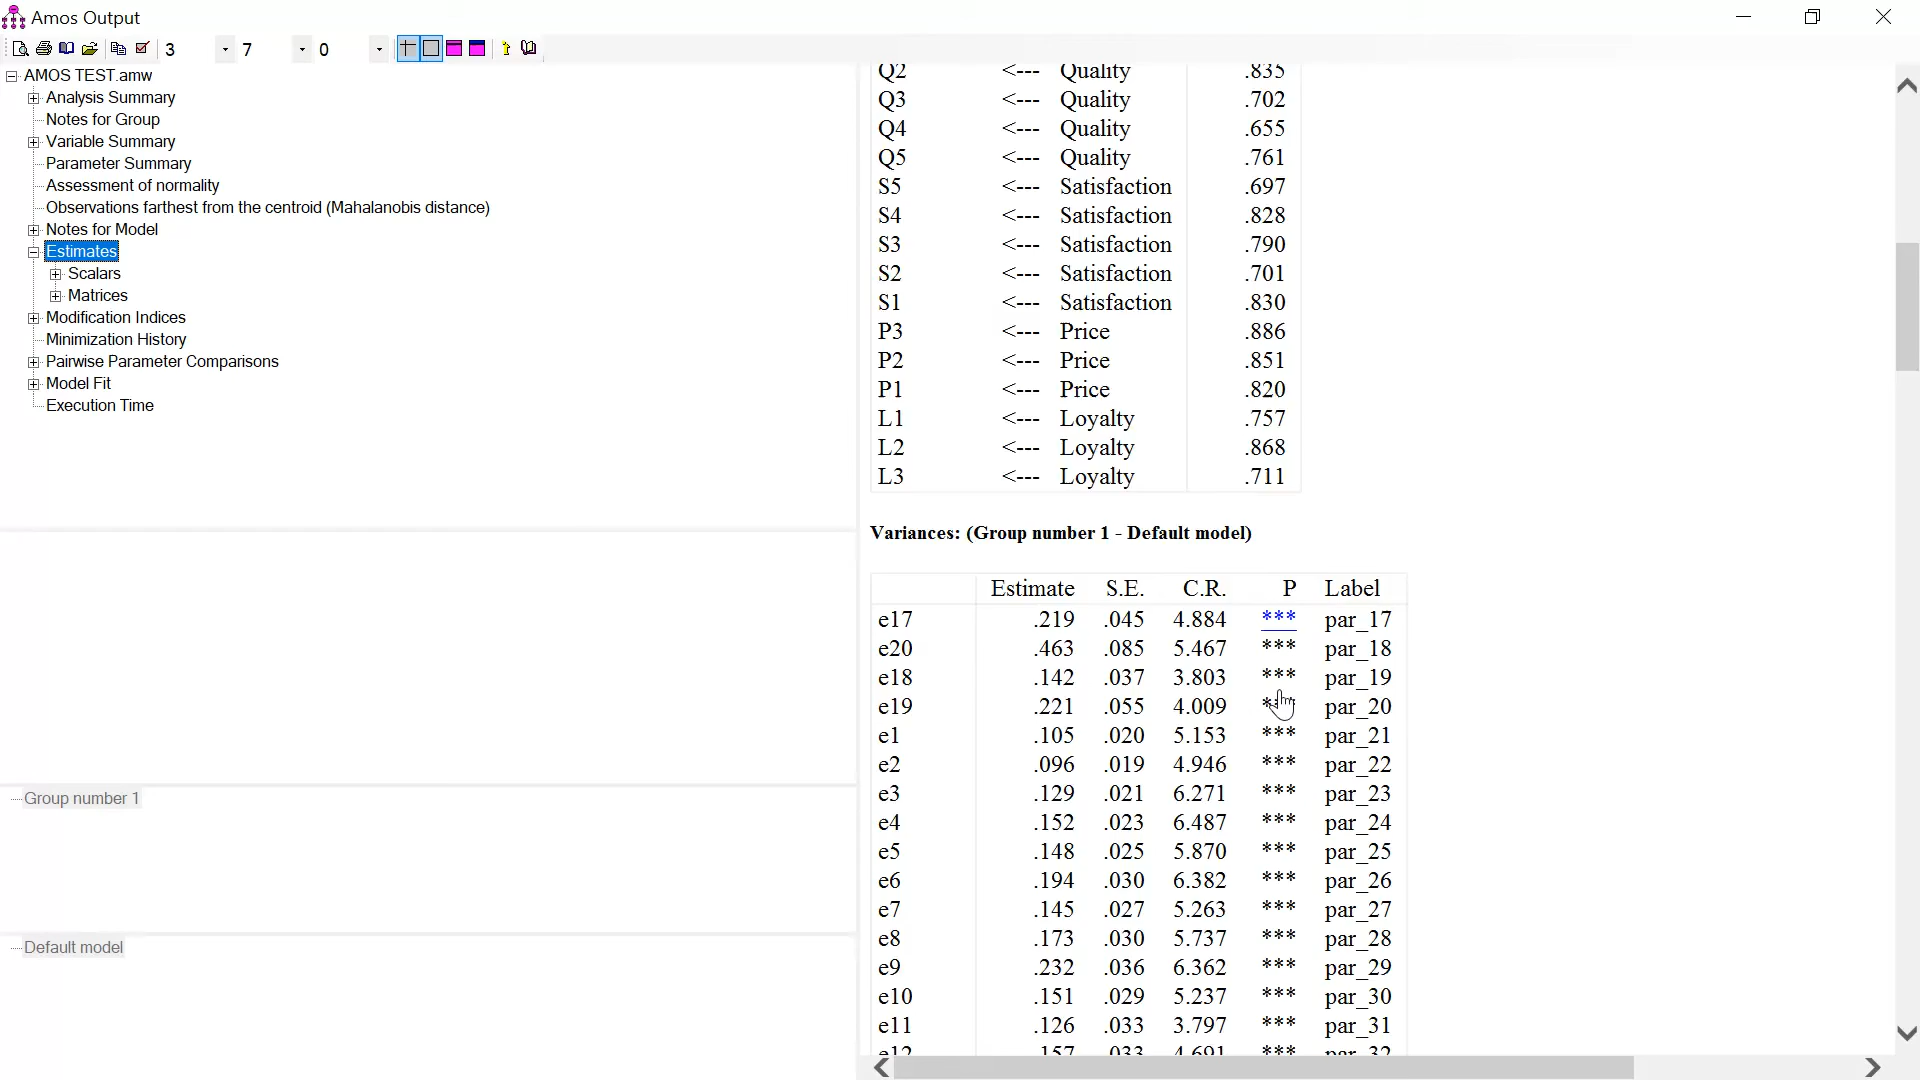 Amos Output
3 7 0
AMOS TEST.amw
Analysis Summary
Notes for Group
Variable Summary
Parameter Summary
Assessment of normality
Observations farthest from the centroid (Mahalanobis distance)
Notes for Model
Estimates
Scalars
Matrices
Modification Indices
Minimization History
Pairwise Parameter Comparisons
Model Fit
Execution Time
Group number 1
Default model
Q2 <--- Quality .835
Q3 <--- Quality .702
Q4 <--- Quality .655
Q5 <--- Quality .761
S5 <--- Satisfaction .697
S4 <--- Satisfaction .828
S3 <--- Satisfaction .790
S2 <--- Satisfaction .701
S1 <--- Satisfaction .830
P3 <--- Price .886
P2 <--- Price .851
P1 <--- Price .820
L1 <--- Loyalty .757
L2 <--- Loyalty .868
L3 <--- Loyalty .711
Variances: (Group number 1 - Default model)
Estimate S.E. C.R. P Label
e17 .219 .045 4.884 *** par_17
e20 .463 .085 5.467 *** par_18
e18 .142 .037 3.803 *** par_19
e19 .221 .055 4.009 *** par_20
e1 .105 .020 5.153 *** par_21
e2 .096 .019 4.946 *** par_22
e3 .129 .021 6.271 *** par_23
e4 .152 .023 6.487 *** par_24
e5 .148 .025 5.870 *** par_25
e6 .194 .030 6.382 *** par_26
e7 .145 .027 5.263 *** par_27
e8 .173 .030 5.737 *** par_28
e9 .232 .036 6.362 *** par_29
e10 .151 .029 5.237 *** par_30
e11 .126 .033 3.797 *** par_31
e12 .157 .033 4.691 *** par_32